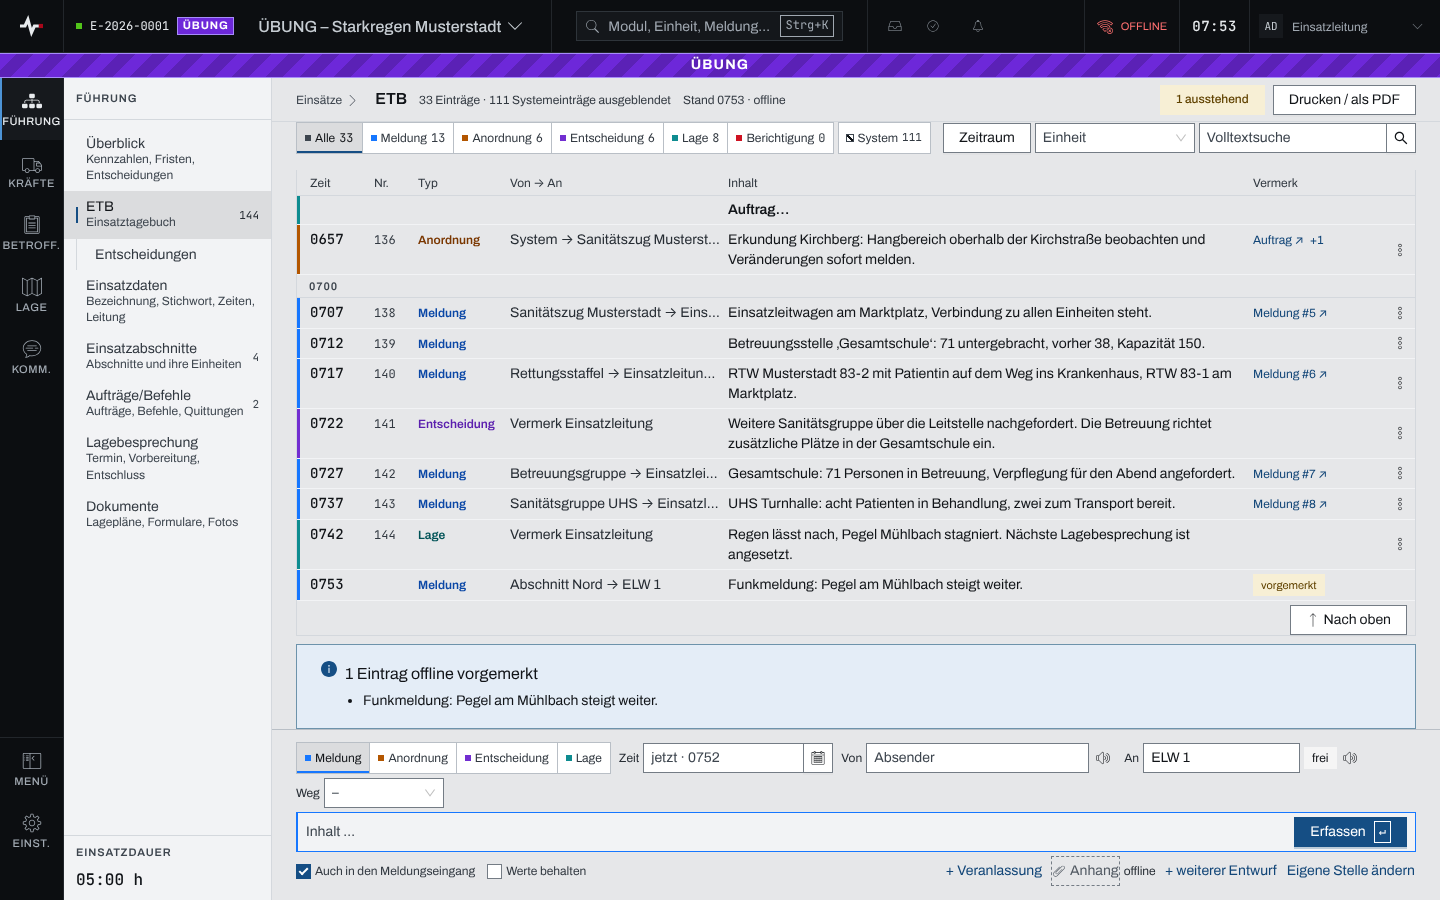 E-2026-0001 ÜBUNG ÜBUNG – Starkregen Musterstadt
Modul, Einheit, Meldung... Strg+K
OFFLINE 07:53 AD Einsatzleitung
ÜBUNG
FÜHRUNG
KRÄFTE
BETROFF.
LAGE
KOMM.
MENÜ
EINST.
FÜHRUNG
Überblick
Kennzahlen, Fristen,
Entscheidungen
ETB
Einsatztagebuch 144
Entscheidungen
Einsatzdaten
Bezeichnung, Stichwort, Zeiten,
Leitung
Einsatzabschnitte
Abschnitte und ihre Einheiten 4
Aufträge/Befehle
Aufträge, Befehle, Quittungen 2
Lagebesprechung
Termin, Vorbereitung,
Entschluss
Dokumente
Lagepläne, Formulare, Fotos
EINSATZDAUER
05:00 h
Einsätze ETB 33 Einträge · 111 Systemeinträge ausgeblendet Stand 0753 · offline
1 ausstehend Drucken / als PDF
Alle 33 Meldung 13 Anordnung 6 Entscheidung 6 Lage 8 Berichtigung 0 System 111 Zeitraum Einheit Volltextsuche
Zeit Nr. Typ Von → An Inhalt Vermerk
Auftrag…
0657 136 Anordnung System → Sanitätszug Musterst... Erkundung Kirchberg: Hangbereich oberhalb der Kirchstraße beobachten und Auftrag ↗ +1
Veränderungen sofort melden.
0700
0707 138 Meldung Sanitätszug Musterstadt → Eins... Einsatzleitwagen am Marktplatz, Verbindung zu allen Einheiten steht. Meldung #5 ↗
0712 139 Meldung Betreuungsstelle ‚Gesamtschule‘: 71 untergebracht, vorher 38, Kapazität 150.
0717 140 Meldung Rettungsstaffel → Einsatzleitun... RTW Musterstadt 83-2 mit Patientin auf dem Weg ins Krankenhaus, RTW 83-1 am Meldung #6 ↗
Marktplatz.
0722 141 Entscheidung Vermerk Einsatzleitung Weitere Sanitätsgruppe über die Leitstelle nachgefordert. Die Betreuung richtet
zusätzliche Plätze in der Gesamtschule ein.
0727 142 Meldung Betreuungsgruppe → Einsatzlei... Gesamtschule: 71 Personen in Betreuung, Verpflegung für den Abend angefordert. Meldung #7 ↗
0737 143 Meldung Sanitätsgruppe UHS → Einsatzl... UHS Turnhalle: acht Patienten in Behandlung, zwei zum Transport bereit. Meldung #8 ↗
0742 144 Lage Vermerk Einsatzleitung Regen lässt nach, Pegel Mühlbach stagniert. Nächste Lagebesprechung ist
angesetzt.
0753 Meldung Abschnitt Nord → ELW 1 Funkmeldung: Pegel am Mühlbach steigt weiter. vorgemerkt
↑ Nach oben
1 Eintrag offline vorgemerkt
• Funkmeldung: Pegel am Mühlbach steigt weiter.
Meldung Anordnung Entscheidung Lage Zeit jetzt · 0752 Von Absender An ELW 1 frei
Weg –
Inhalt ... Erfassen ↵
Auch in den Meldungseingang Werte behalten + Veranlassung Anhang offline + weiterer Entwurf Eigene Stelle ändern